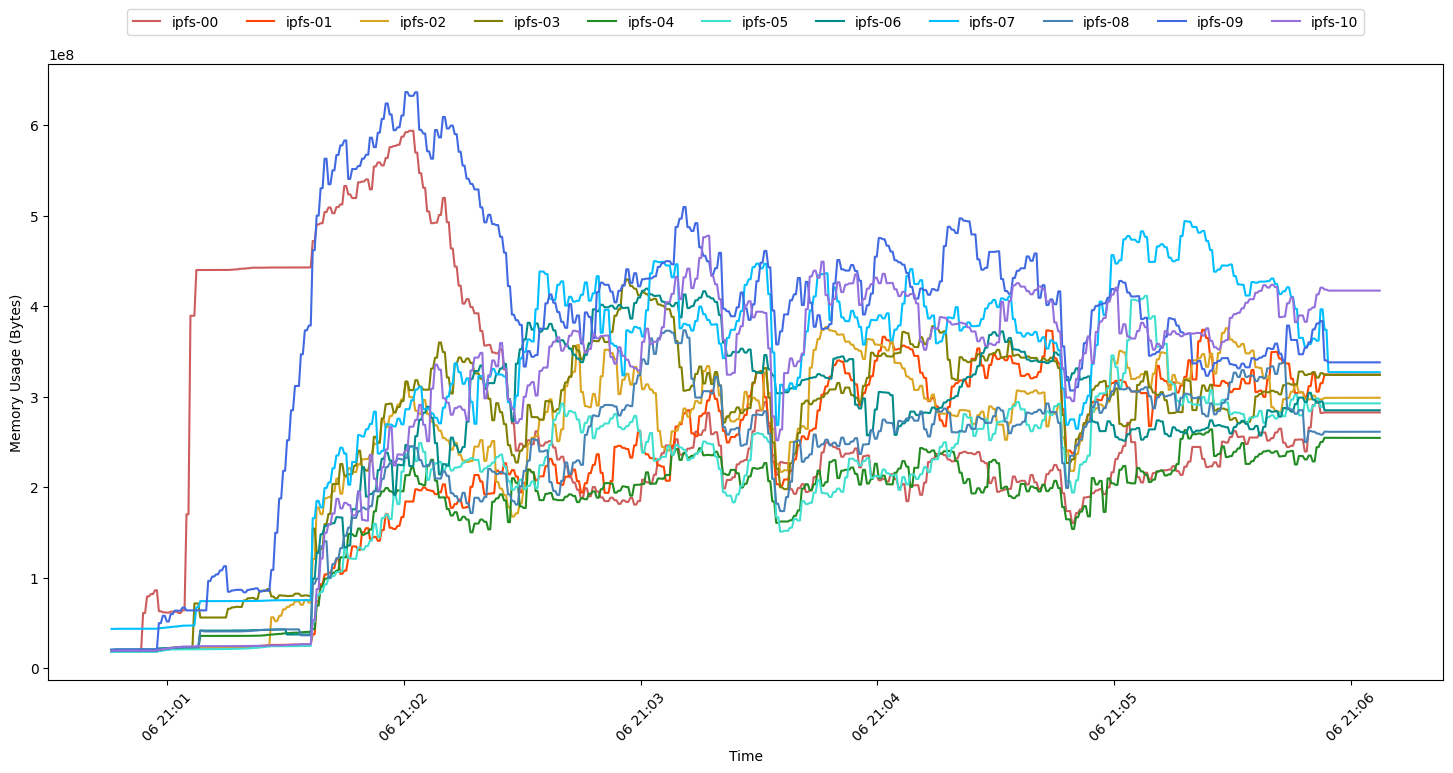 ipfs-00 ipfs-01 ipfs-02 ipfs-03 ipfs-04 ipfs-05 ipfs-06 ipfs-07 ipfs-08 ipfs-09 ipfs-10
1e8
6
5
4
3
2
1
0
Memory Usage (Bytes)
06 21:01 06 21:02 06 21:03 06 21:04 06 21:05 06 21:06
Time